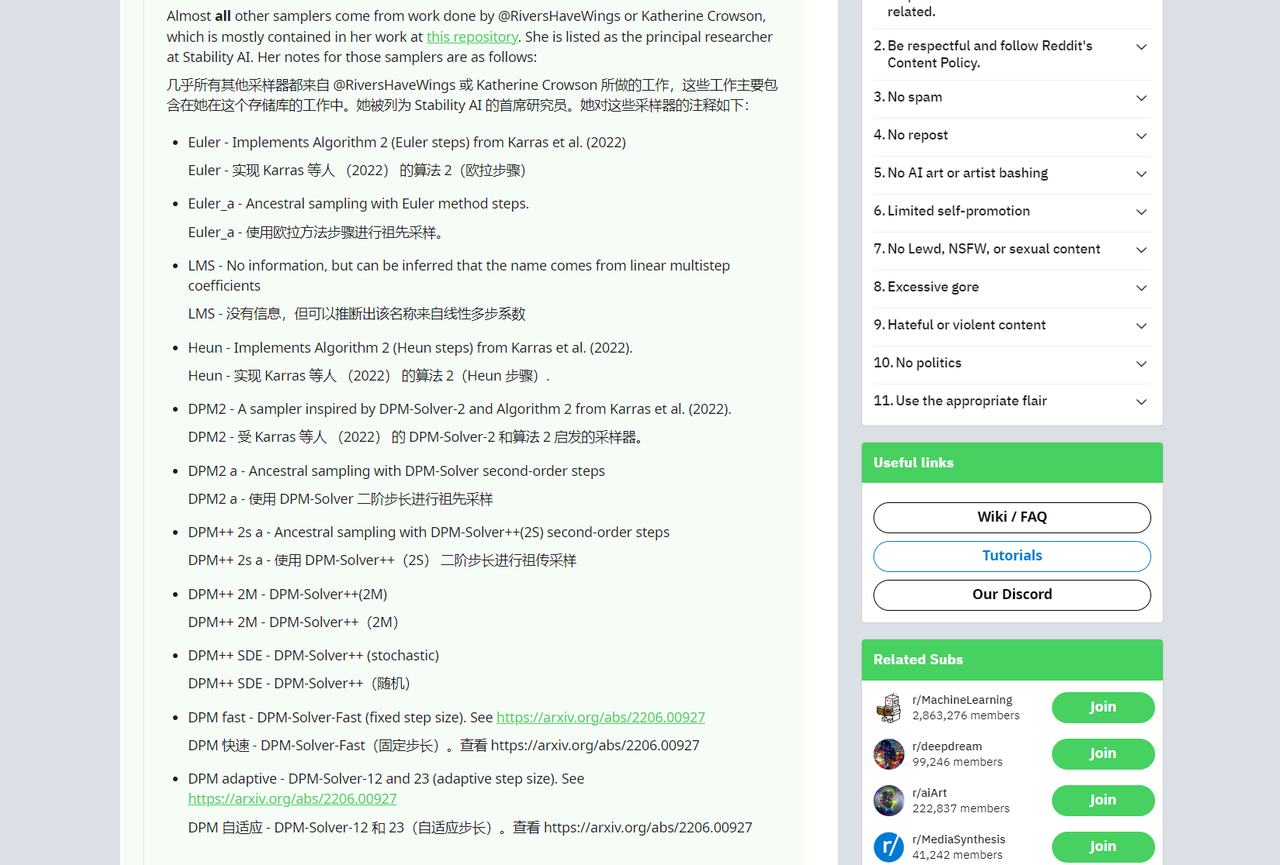 Almost all other samplers come from work done by @RiversHaveWings or Katherine Crowson,
which is mostly contained in her work at this repository. She is listed as the principal researcher
at Stability AI. Her notes for those samplers are as follows:
几乎所有其他采样器都来自 @RiversHaveWings 或 Katherine Crowson 所做的工作，这些工作主要包
含在她在这个存储库的工作中。她被列为 Stability AI 的首席研究员。她对这些采样器的注释如下：
• Euler - Implements Algorithm 2 (Euler steps) from Karras et al. (2022)
Euler - 实现 Karras 等人 （2022） 的算法 2（欧拉步骤）
• Euler_a - Ancestral sampling with Euler method steps.
Euler_a - 使用欧拉方法步骤进行祖先采样。
• LMS - No information, but can be inferred that the name comes from linear multistep
coefficients
LMS - 没有信息，但可以推断出该名称来自线性多步系数
• Heun - Implements Algorithm 2 (Heun steps) from Karras et al. (2022).
Heun - 实现 Karras 等人 （2022） 的算法 2（Heun 步骤）.
• DPM2 - A sampler inspired by DPM-Solver-2 and Algorithm 2 from Karras et al. (2022).
DPM2 - 受 Karras 等人 （2022） 的 DPM-Solver-2 和算法 2 启发的采样器。
• DPM2 a - Ancestral sampling with DPM-Solver second-order steps
DPM2 a - 使用 DPM-Solver 二阶步长进行祖先采样
• DPM++ 2s a - Ancestral sampling with DPM-Solver++(2S) second-order steps
DPM++ 2s a - 使用 DPM-Solver++（2S） 二阶步长进行祖传采样
• DPM++ 2M - DPM-Solver++(2M)
DPM++ 2M - DPM-Solver++（2M）
• DPM++ SDE - DPM-Solver++ (stochastic)
DPM++ SDE - DPM-Solver++（随机）
• DPM fast - DPM-Solver-Fast (fixed step size). See https://arxiv.org/abs/2206.00927
DPM 快速 - DPM-Solver-Fast（固定步长）。查看 https://arxiv.org/abs/2206.00927
• DPM adaptive - DPM-Solver-12 and 23 (adaptive step size). See
https://arxiv.org/abs/2206.00927
DPM 自适应 - DPM-Solver-12 和 23（自适应步长）。查看 https://arxiv.org/abs/2206.00927
related.
2. Be respectful and follow Reddit's
Content Policy.
3. No spam
4. No repost
5. No AI art or artist bashing
6. Limited self-promotion
7. No Lewd, NSFW, or sexual content
8. Excessive gore
9. Hateful or violent content
10. No politics
11. Use the appropriate flair
Useful links
Wiki / FAQ
Tutorials
Our Discord
Related Subs
r/MachineLearning
2,863,276 members
Join
r/deepdream
99,246 members
Join
r/aiArt
222,837 members
Join
r/MediaSynthesis
41,242 members
Join